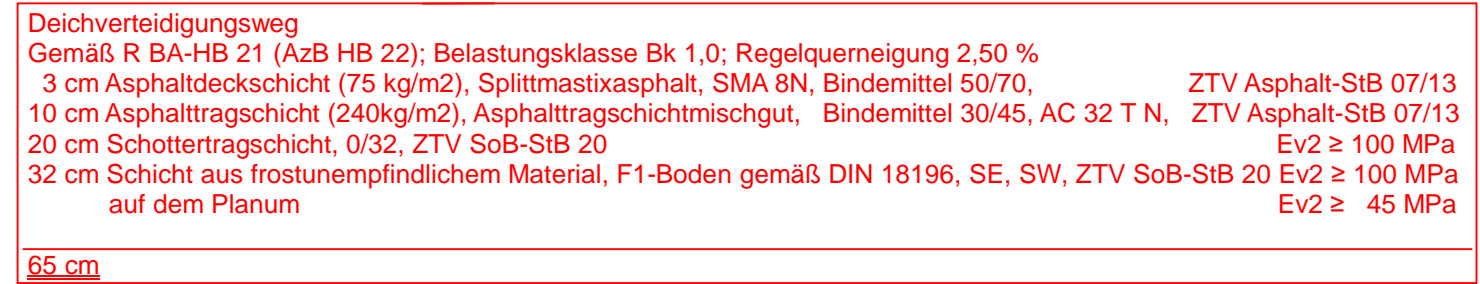 Deichverteidigungsweg
Gemäß R BA-HB 21 (AzB HB 22); Belastungsklasse Bk 1,0; Regelquerneigung 2,50 %
3 cm Asphaltdeckschicht (75 kg/m2), Splittmastixasphalt, SMA 8N, Bindemittel 50/70, ZTV Asphalt-StB 07/13
10 cm Asphalttragschicht (240kg/m2), Asphalttragschichtmischgut, Bindemittel 30/45, AC 32 T N, ZTV Asphalt-StB 07/13
20 cm Schottertragschicht, 0/32, ZTV SoB-StB 20 Ev2 ≥ 100 MPa
32 cm Schicht aus frostunempfindlichem Material, F1-Boden gemäß DIN 18196, SE, SW, ZTV SoB-StB 20 Ev2 ≥ 100 MPa
auf dem Planum Ev2 ≥ 45 MPa
65 cm